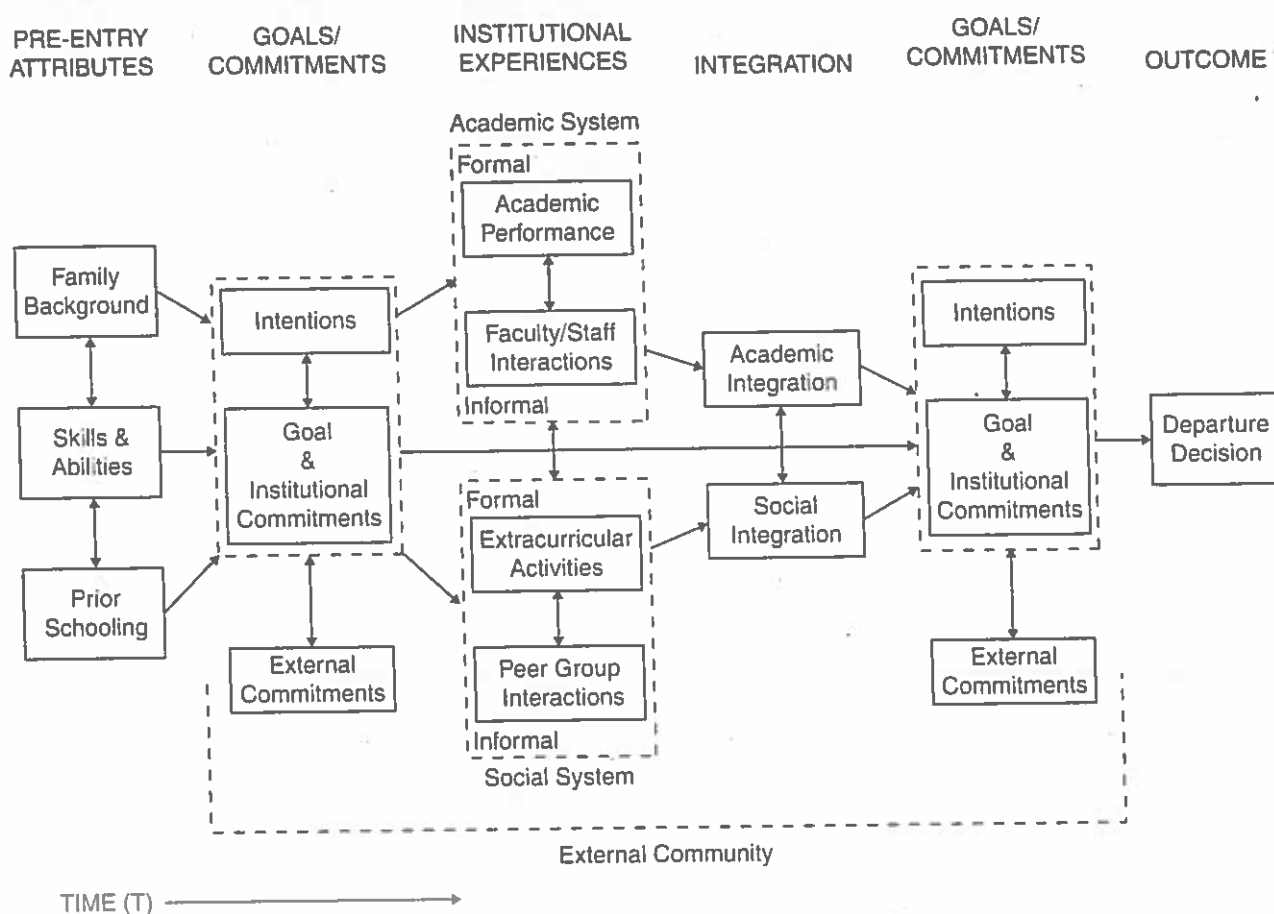 PRE-ENTRY
ATTRIBUTES
GOALS/
COMMITMENTS
INSTITUTIONAL
EXPERIENCES
INTEGRATION
GOALS/
COMMITMENTS
OUTCOME
Family
Background
Skills &
Abilities
Prior
Schooling
Intentions
Goal
&
Institutional
Commitments
External
Commitments
Academic System
Formal
Academic
Performance
Faculty/Staff
Interactions
Informal
Formal
Extracurricular
Activities
Peer Group
Interactions
Informal
Social System
Academic
Integration
Social
Integration
Intentions
Goal
&
Institutional
Commitments
External
Commitments
Departure
Decision
External Community
TIME (T)